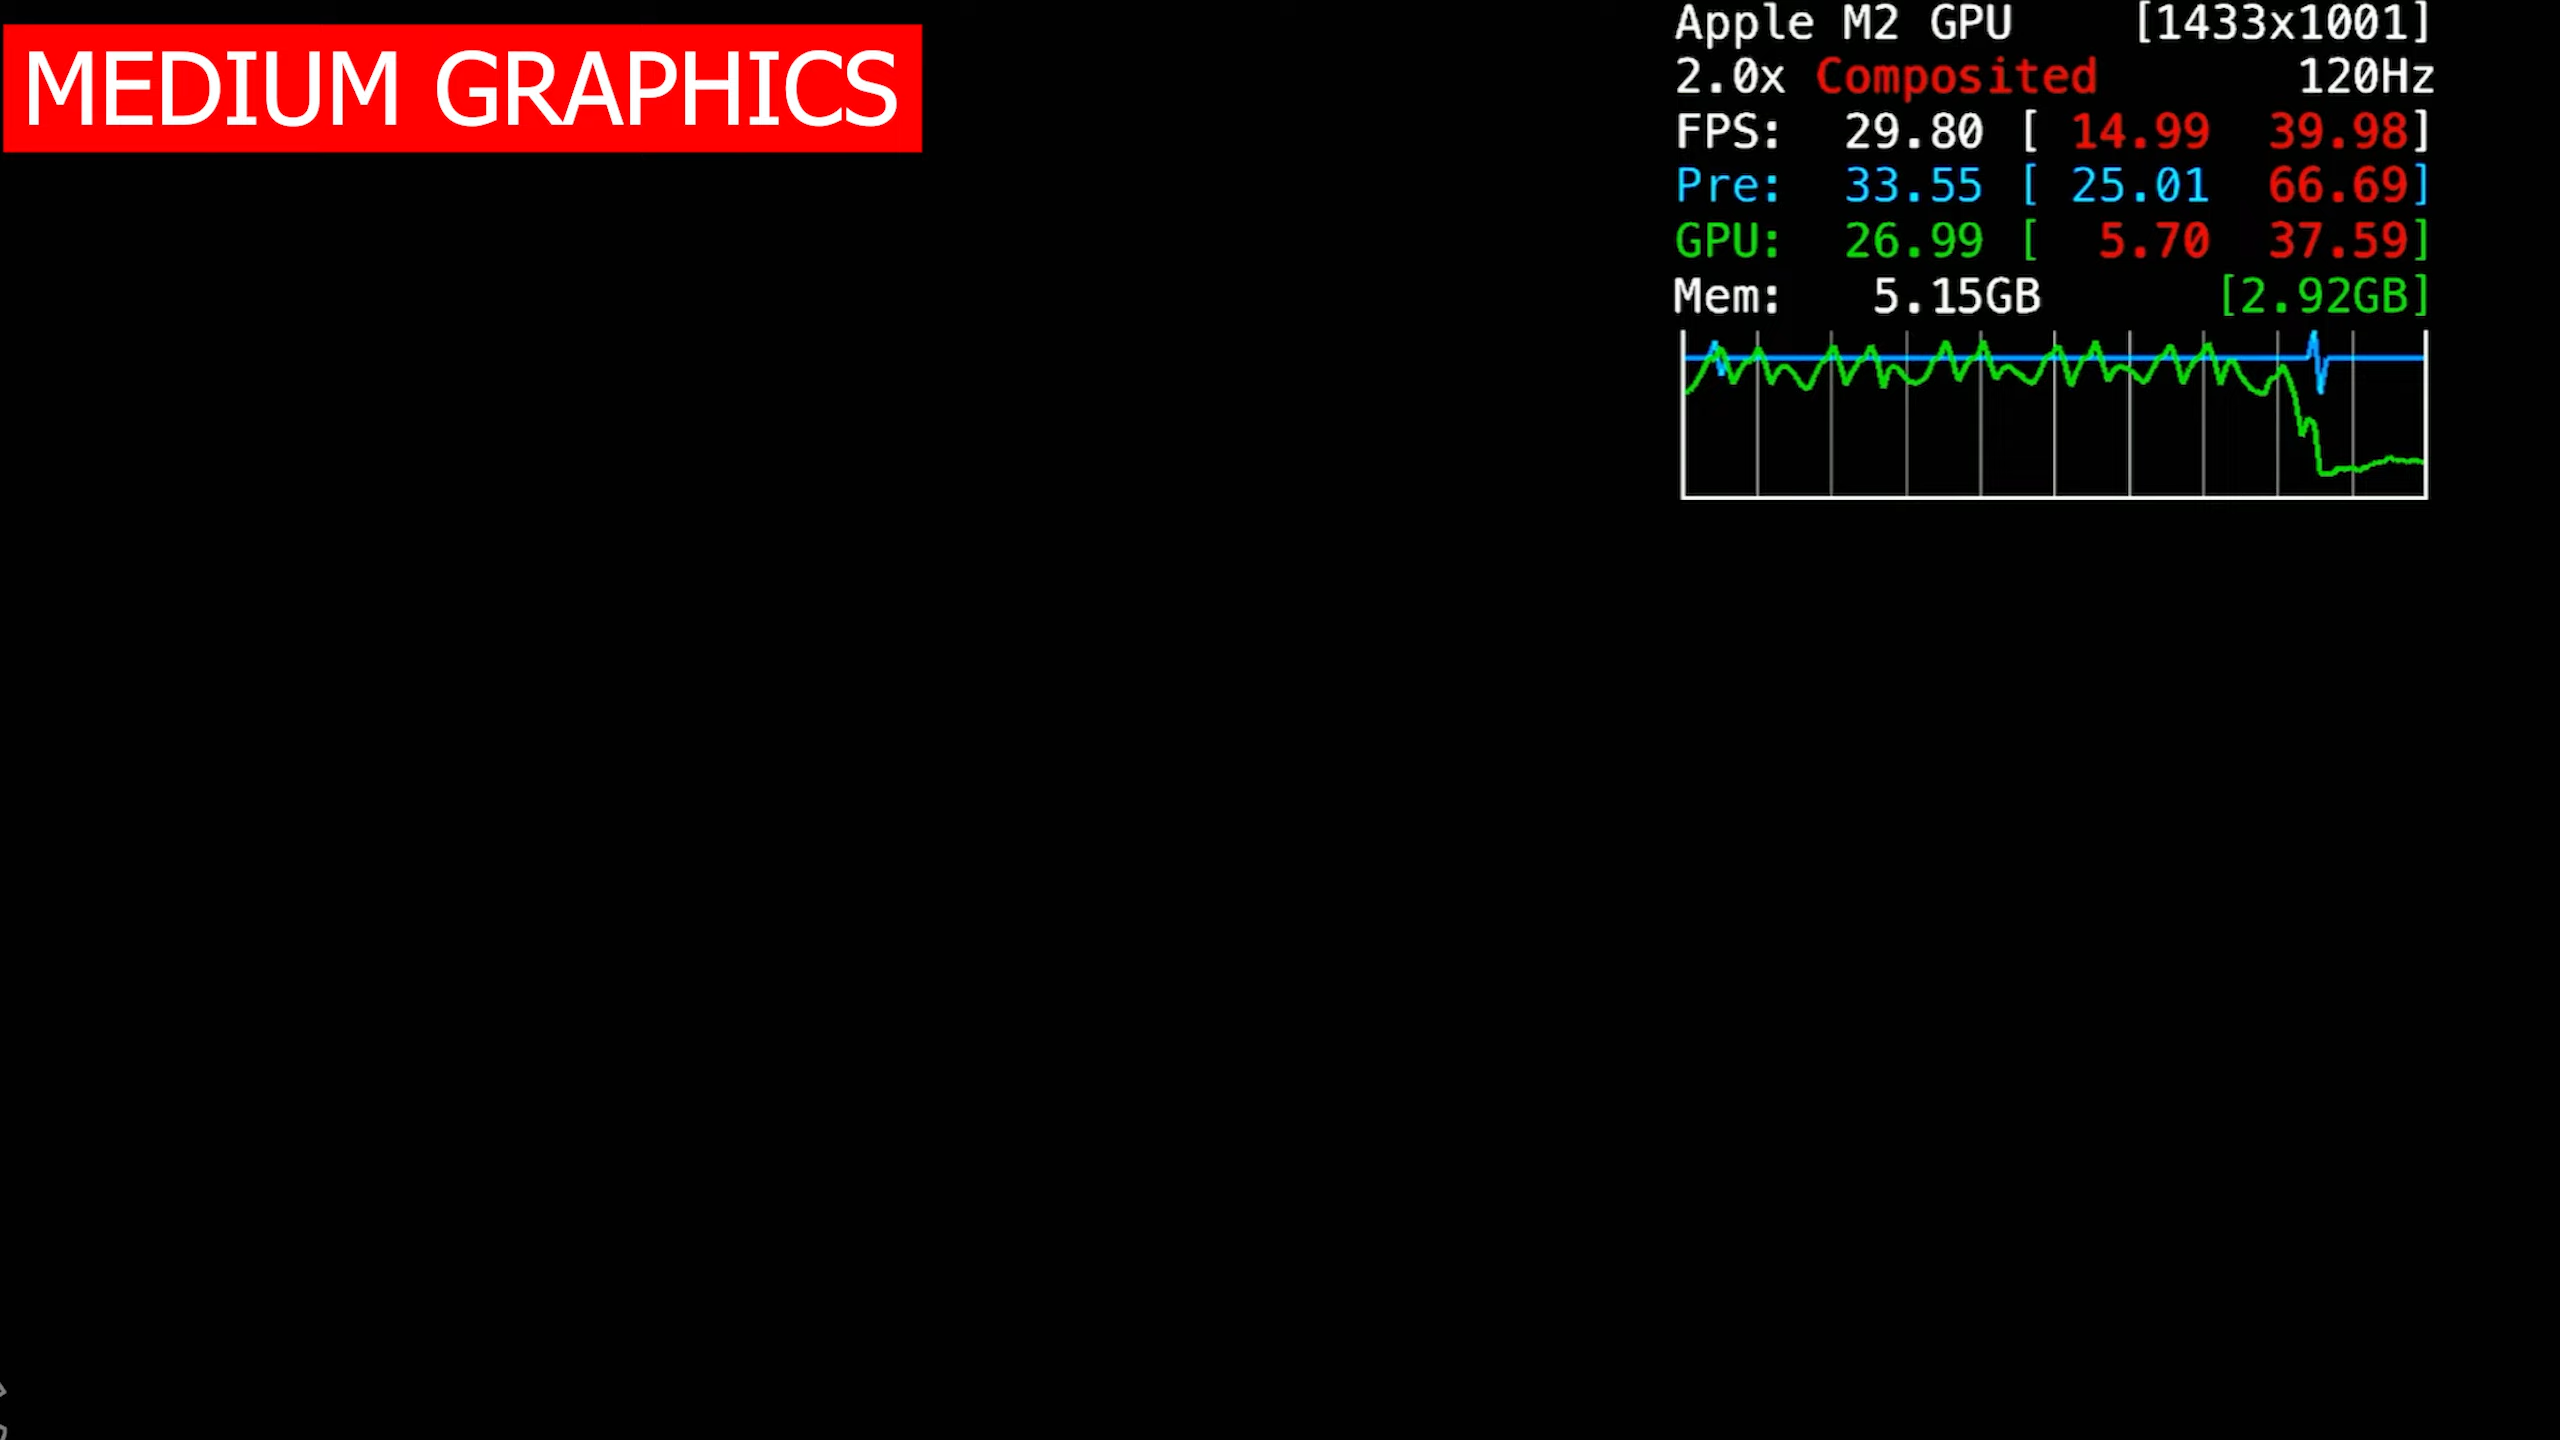 MEDIUM GRAPHICS
Apple M2 GPU [1433x1001]
2.0x Composited 120Hz
FPS: 29.80 [ 14.99 39.98]
Pre: 33.55 [ 25.01 66.69]
GPU: 26.99 [ 5.70 37.59]
Mem: 5.15GB [2.92GB]